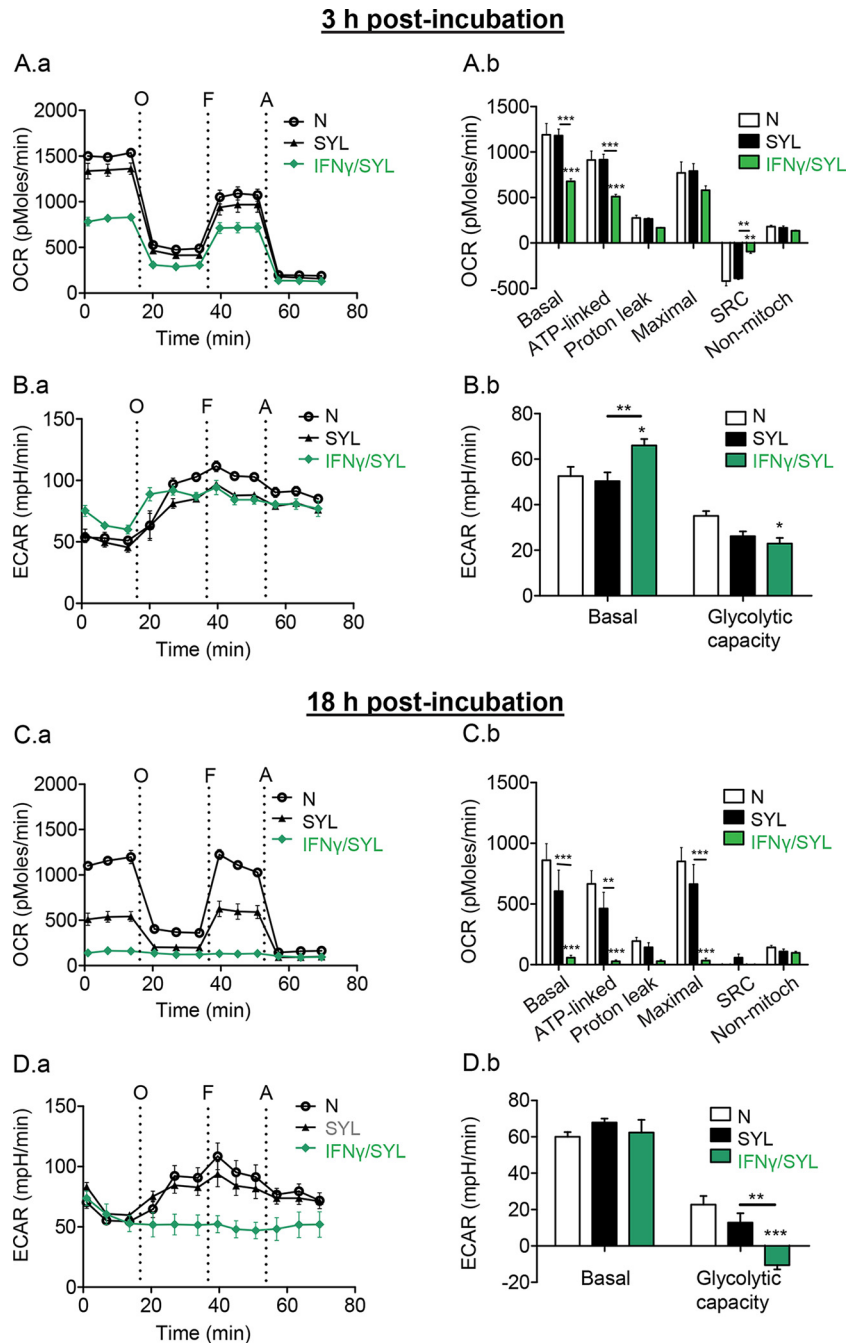 3 h post-incubation
A.a
O F A
2000
1500
1000
500
0
OCR (pMoles/min)
0 20 40 60 80
Time (min)
N
SYL
IFNγ/SYL
A.b
1500
1000
500
0
-500
OCR (pMoles/min)
N
SYL
IFNγ/SYL
*** *** *** *** ** **
Basal
ATP-linked
Proton leak
Maximal
SRC
Non-mitoch
B.a
O F A
150
100
50
0
ECAR (mpH/min)
0 20 40 60 80
Time (min)
N
SYL
IFNγ/SYL
B.b
80
60
40
20
0
ECAR (mpH/min)
N
SYL
IFNγ/SYL
** * *
Basal
Glycolytic
capacity
18 h post-incubation
C.a
O F A
2000
1500
1000
500
0
OCR (pMoles/min)
0 20 40 60 80
Time (min)
N
SYL
IFNγ/SYL
C.b
1500
1000
500
0
OCR (pMoles/min)
N
SYL
IFNγ/SYL
*** *** ** *** *** ***
Basal
ATP-linked
Proton leak
Maximal
SRC
Non-mitoch
D.a
O F A
150
100
50
0
ECAR (mpH/min)
0 20 40 60 80
Time (min)
N
SYL
IFNγ/SYL
D.b
80
60
40
20
0
-20
ECAR (mpH/min)
N
SYL
IFNγ/SYL
** ***
Basal
Glycolytic
capacity